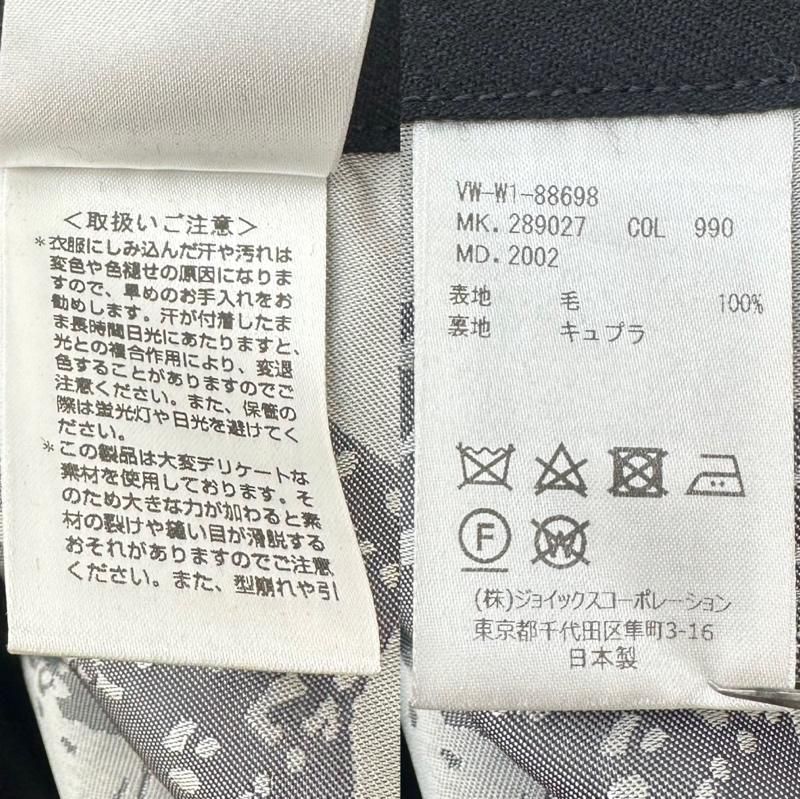 <取扱いご注意>
*衣服にしみ込んだ汗や汚れは
変色や色褪せの原因になりま
すので、早めのお手入れをお
勧めします。汗が付着したま
ま長時間日光にあたりますと、
光との複合作用により、変退
色することがありますのでご
注意ください。また、保管の
際は蛍光灯や日光を避けてく
ださい。
*この製品は大変デリケートな
素材を使用しております。そ
のため大きな力が加わると素
材の裂けや縫い目が滑脱する
おそれがありますのでご注意
ください。また、型崩れや引
VW-W1-88698
MK. 289027 COL 990
MD. 2002
表地 毛 100%
裏地 キュプラ
F W
(株)ジョイックスコーポレーション
東京都千代田区隼町3-16
日本製